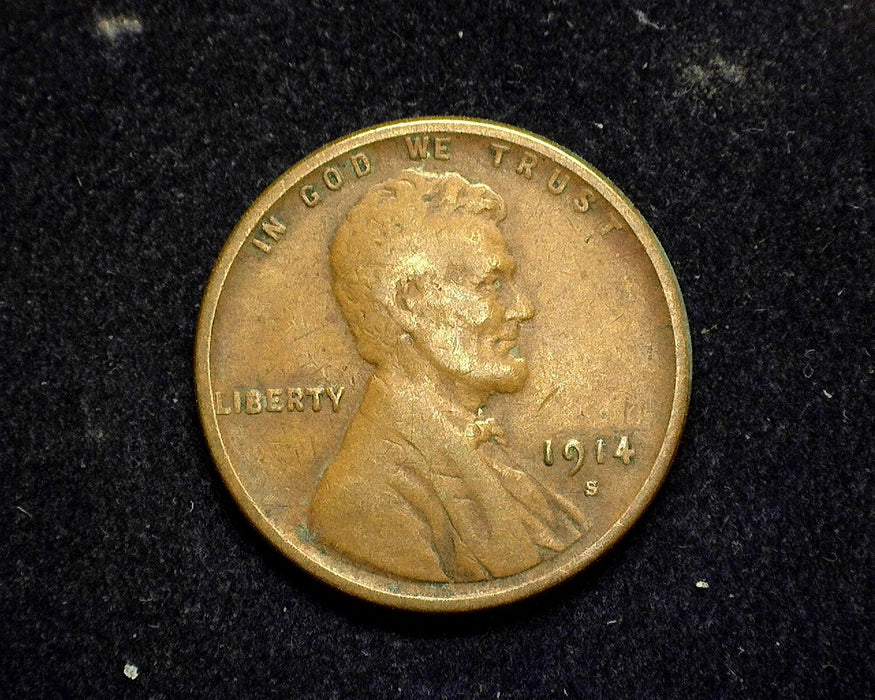 IN GOD WE TRUST
LIBERTY
1914
S